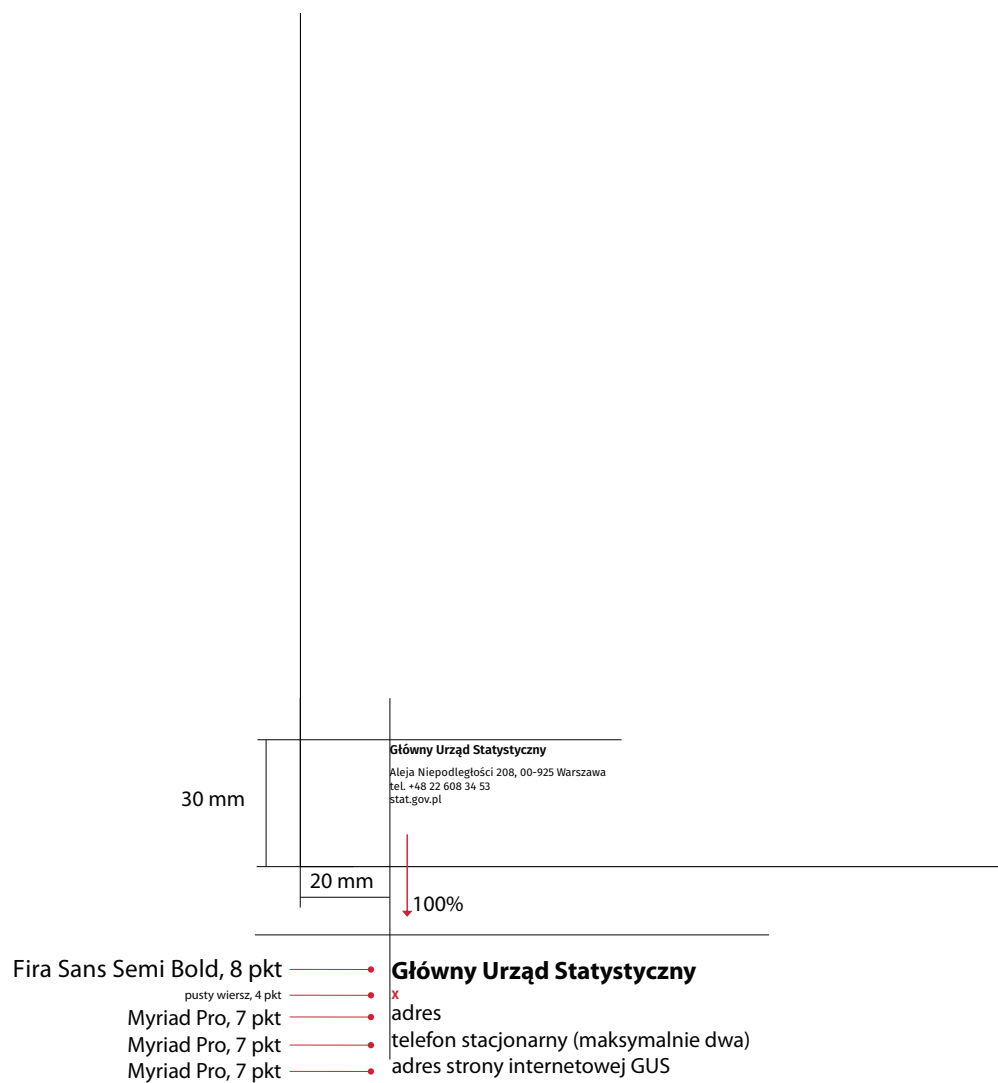 Główny Urząd Statystyczny
Aleja Niepodległości 208, 00-925 Warszawa
tel. +48 22 608 34 53
stat.gov.pl
30 mm
20 mm
100%
Fira Sans Semi Bold, 8 pkt
Główny Urząd Statystyczny
pusty wiersz, 4 pkt
x
Myriad Pro, 7 pkt
adres
Myriad Pro, 7 pkt
telefon stacjonarny (maksymalnie dwa)
Myriad Pro, 7 pkt
adres strony internetowej GUS